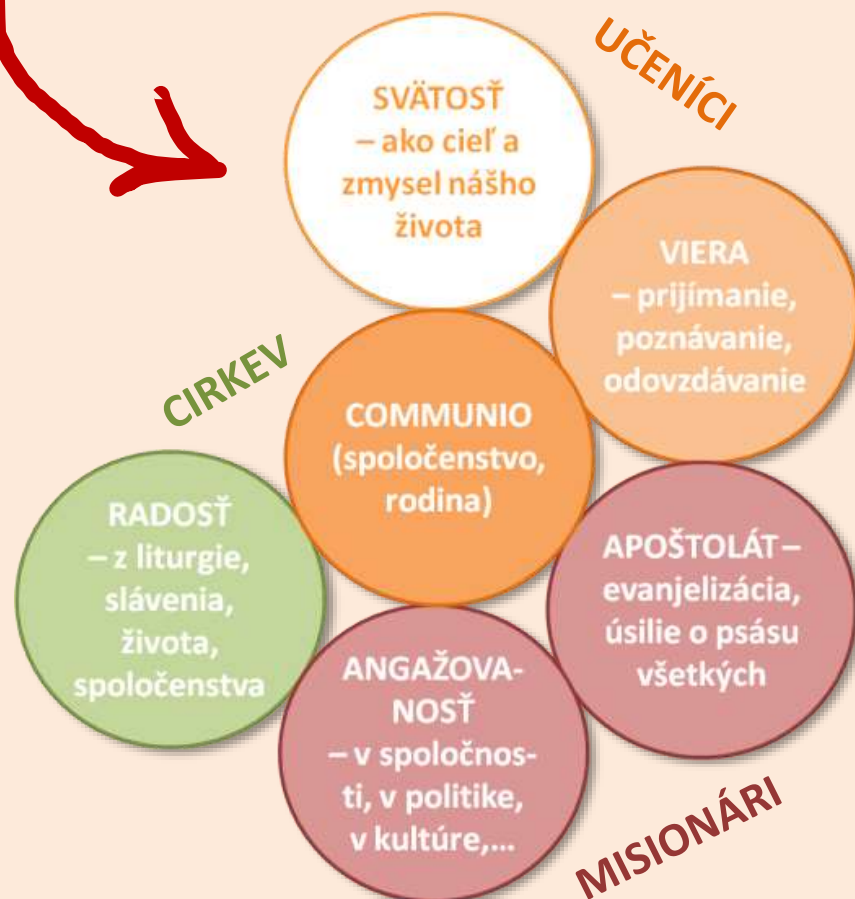 UČENÍCI
SVÄTOSŤ
– ako cieľ a
zmysel nášho
života
VIERA
– prijímanie,
poznávanie,
odovzdávanie
CIRKEV
COMMUNIO
(spoločenstvo,
rodina)
RADOSŤ
– z liturgie,
slávenia,
života,
spoločenstva
APOŠTOLÁT –
evanjelizácia,
úsilie o psásu
všetkých
ANGAŽOVA-
NOSŤ
– v spoločnos-
ti, v politike,
v kultúre,...
MISIONÁRI